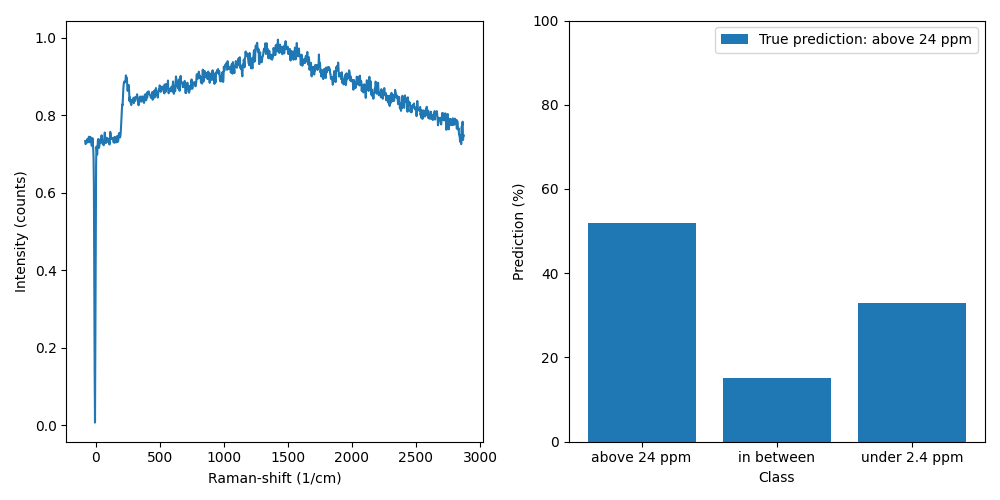 1.0
0.8
0.6
0.4
0.2
0.0
0 500 1000 1500 2000 2500 3000
Intensity (counts)
Raman-shift (1/cm)
100
80
60
40
20
0
True prediction: above 24 ppm
Prediction (%)
above 24 ppm in between under 2.4 ppm
Class